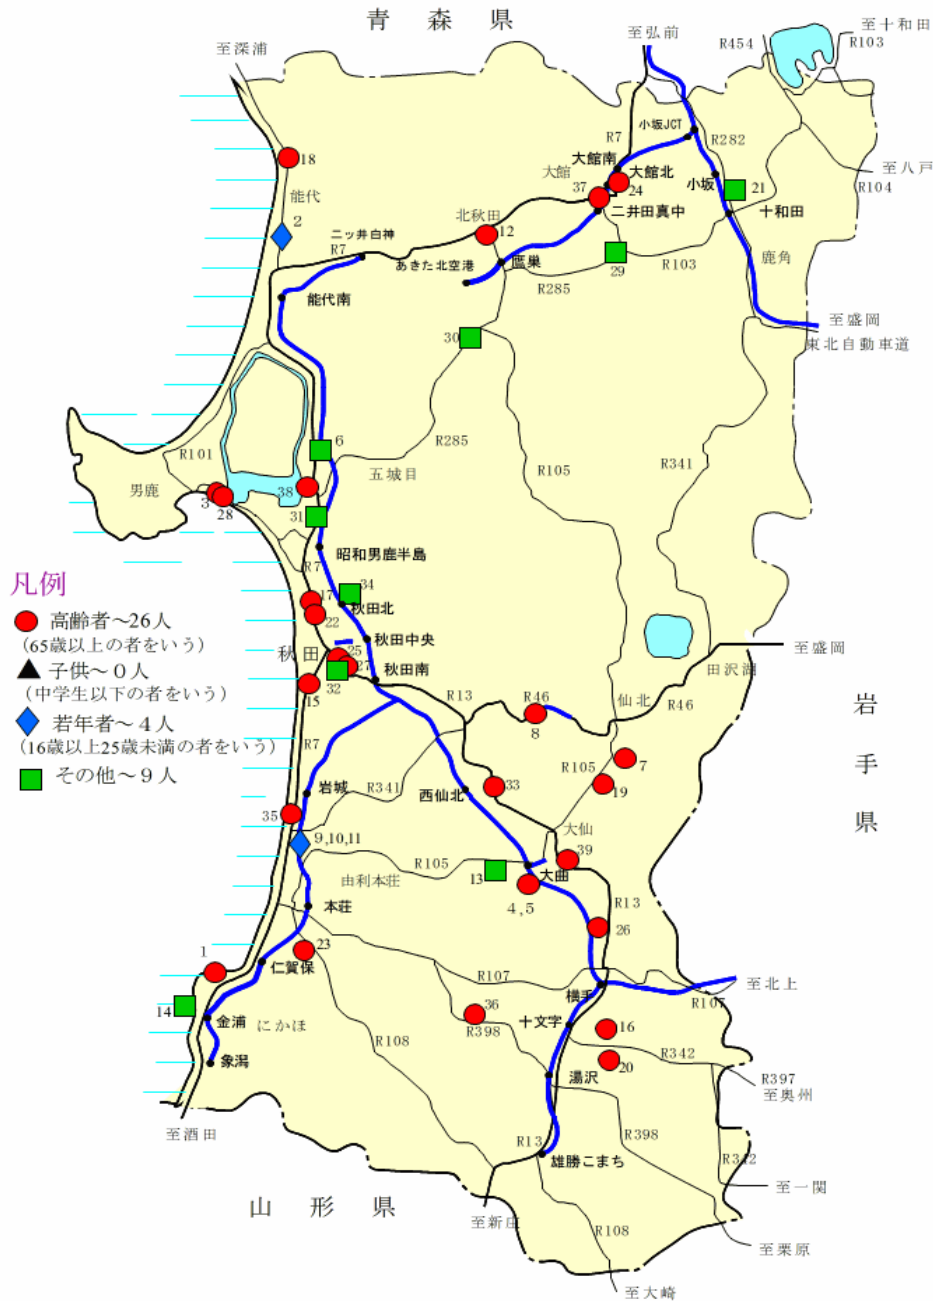 青森県
至深浦
至弘前
至十和田
R454
R103
小坂JCT
R7
R282
18
大館南
大館
大館北
37
24
小坂
21
至八戸
R104
能代
2
北秋田
二井田真中
十和田
二ッ井白神
R7
12
あきた北空港
鷹巣
29
R103
鹿角
R285
能代南
至盛岡
東北自動車道
30
6
R285
R101
五城目
R105
R341
男鹿
38
3
28
31
昭和男鹿半島
R7
凡例
高齢者～26人
(65歳以上の者をいう)
子供～0人
(中学生以下の者をいう)
若年者～4人
(16歳以上25歳未満の者をいう)
その他～9人
34
17
秋田北
22
秋田中央
秋田
25
27
秋田南
32
15
至盛岡
田沢湖
R13
R46
仙北
R46
8
岩手県
R7
R105
7
岩城
R341
西仙北
33
19
35
大仙
9,10,11
39
R105
大曲
13
由利本荘
4,5
本荘
R13
26
23
1
仁賀保
R107
至北上
横手
R107
14
金浦
にかほ
36
R398
十文字
16
R108
R342
象潟
20
湯沢
R397
至奥州
至酒田
R13
R398
雄勝こまち
R342
至一関
山形県
至新庄
R108
至栗原
至大崎